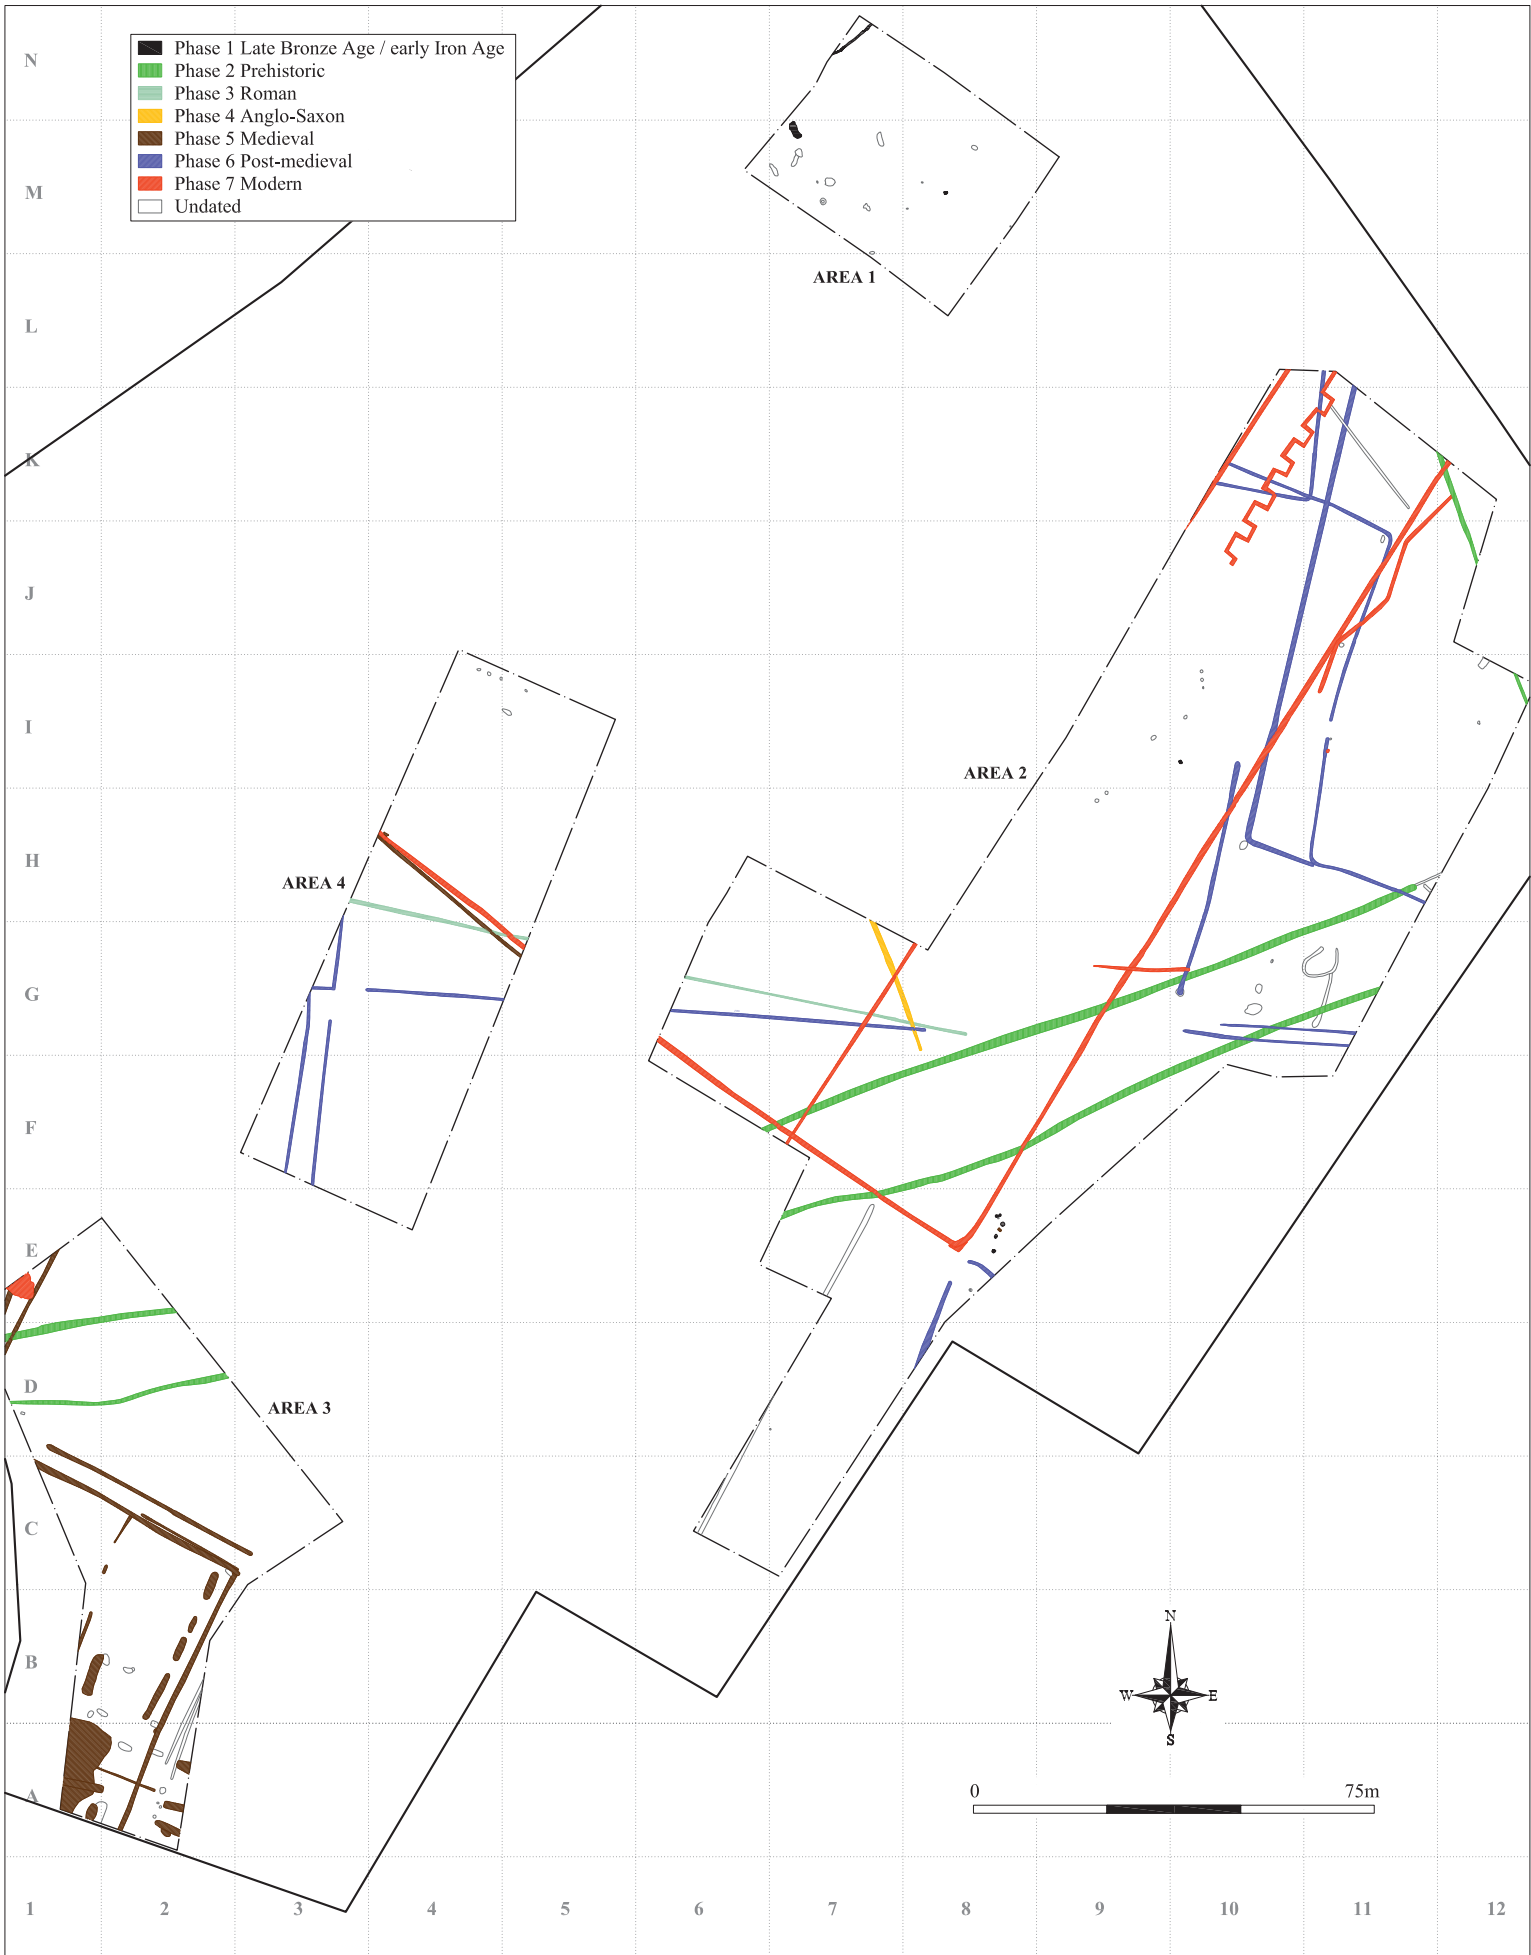 N
Phase 1 Late Bronze Age / early Iron Age
Phase 2 Prehistoric
Phase 3 Roman
Phase 4 Anglo-Saxon
Phase 5 Medieval
Phase 6 Post-medieval
Phase 7 Modern
Undated
M
AREA 1
L
K
J
I
AREA 2
H
AREA 4
G
F
E
D
AREA 3
C
N
B
W E
S
A
0 75m
1 2 3 4 5 6 7 8 9 10 11 12